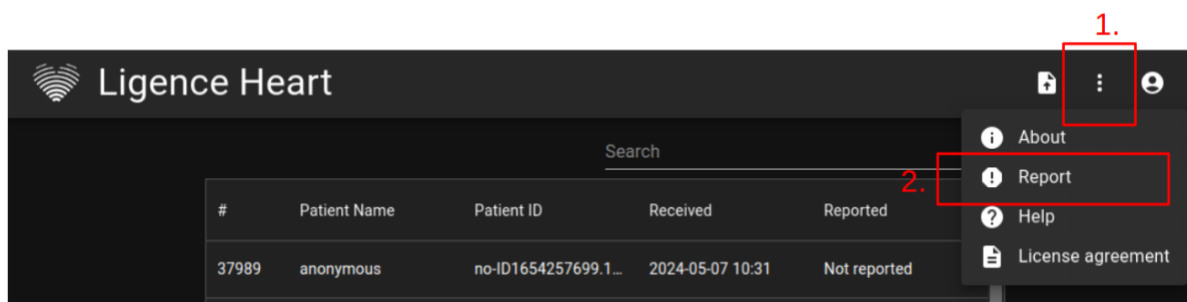 1.
Ligence Heart
About
Search
2.
Report
# Patient Name Patient ID Received Reported
Help
37989 anonymous no-ID1654257699.1... 2024-05-07 10:31 Not reported
License agreement